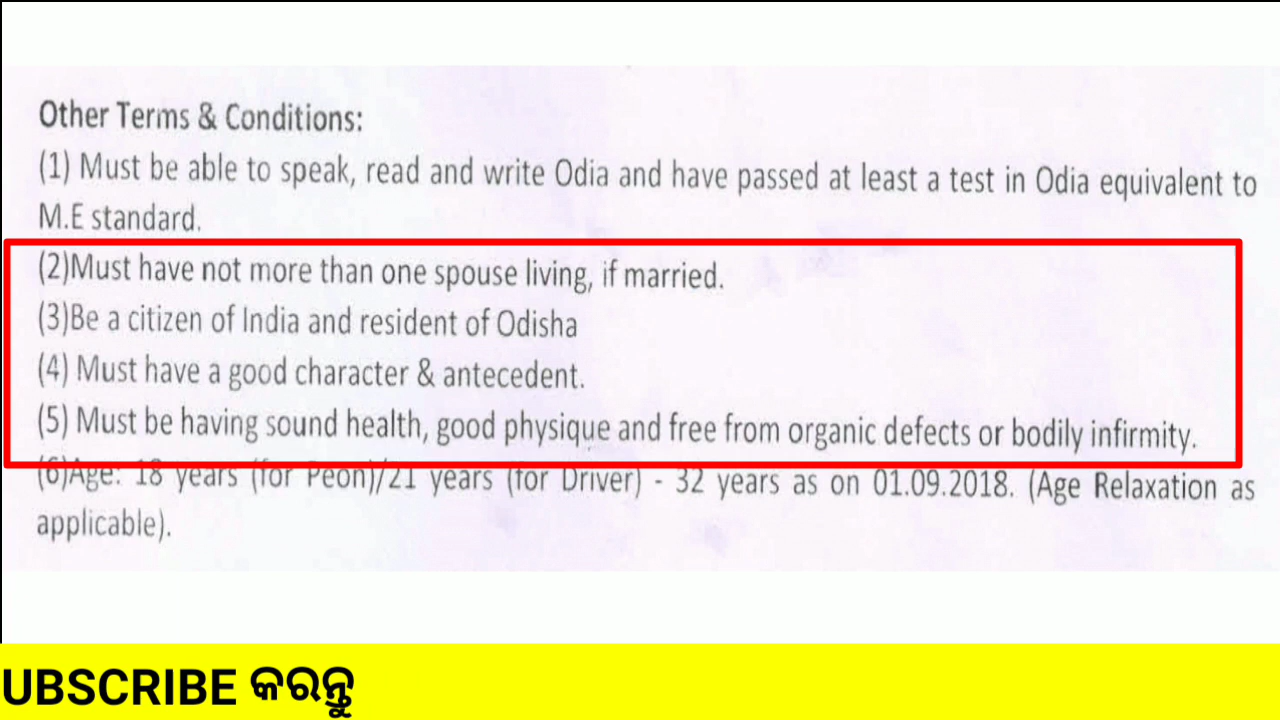 Other Terms & Conditions:
(1) Must be able to speak, read and write Odia and have passed at least a test in Odia equivalent to
M.E standard.
(2)Must have not more than one spouse living, if married.
(3)Be a citizen of India and resident of Odisha
(4) Must have a good character & antecedent.
(5) Must be having sound health, good physique and free from organic defects or bodily infirmity.
(6)Age: 18 years (for Peon)/21 years (for Driver) - 32 years as on 01.09.2018. (Age Relaxation as
applicable).
UBSCRIBE କରନ୍ତୁ